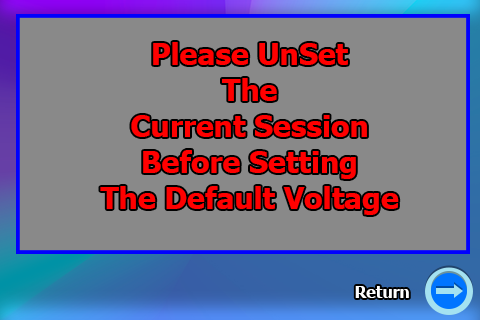 Please UnSet
The
Current Session
Before Setting
The Default Voltage
Return